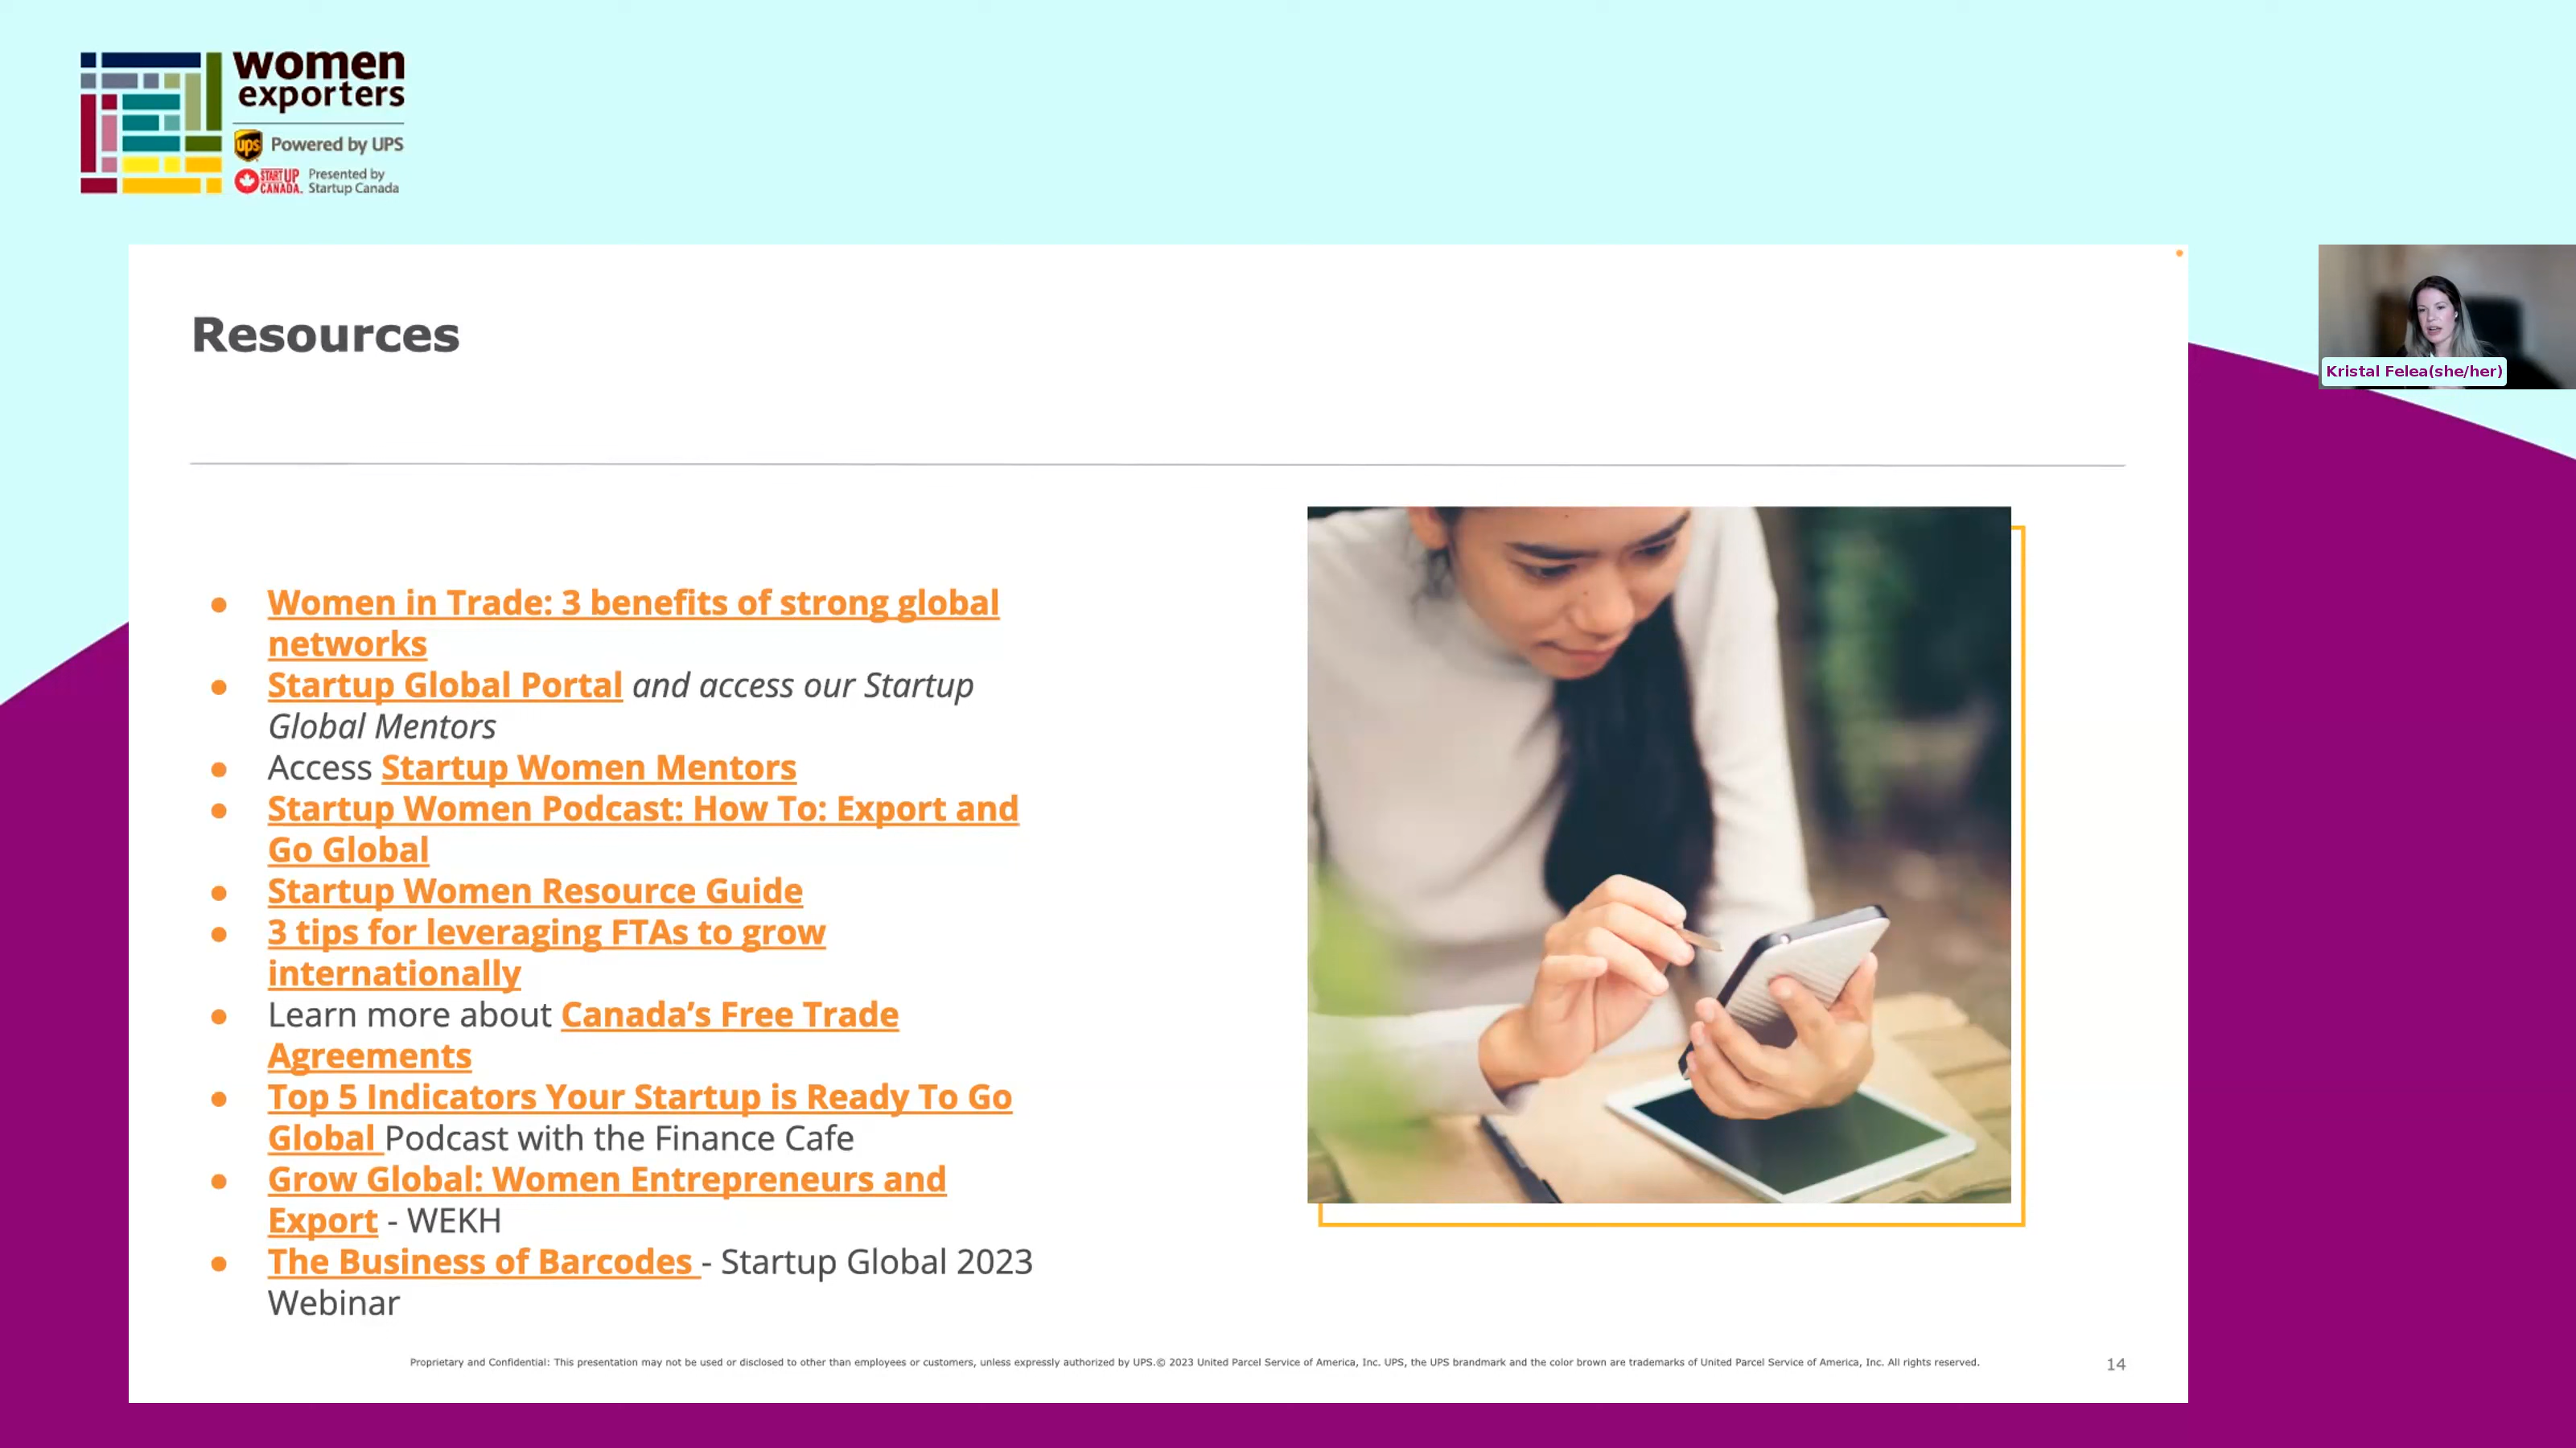 women
exporters
ups Powered by UPS
STARTUP CANADA. Presented by
Startup Canada
Kristal Felea(she/her)
Resources
Women in Trade: 3 benefits of strong global
networks
Startup Global Portal and access our Startup
Global Mentors
Access Startup Women Mentors
Startup Women Podcast: How To: Export and
Go Global
Startup Women Resource Guide
3 tips for leveraging FTAs to grow
internationally
Learn more about Canada’s Free Trade
Agreements
Top 5 Indicators Your Startup is Ready To Go
Global Podcast with the Finance Cafe
Grow Global: Women Entrepreneurs and
Export - WEKH
The Business of Barcodes - Startup Global 2023
Webinar
Proprietary and Confidential: This presentation may not be used or disclosed to other than employees or customers, unless expressly authorized by UPS.© 2023 United Parcel Service of America, Inc. UPS, the UPS brandmark and the color brown are trademarks of United Parcel Service of America, Inc. All rights reserved.
14